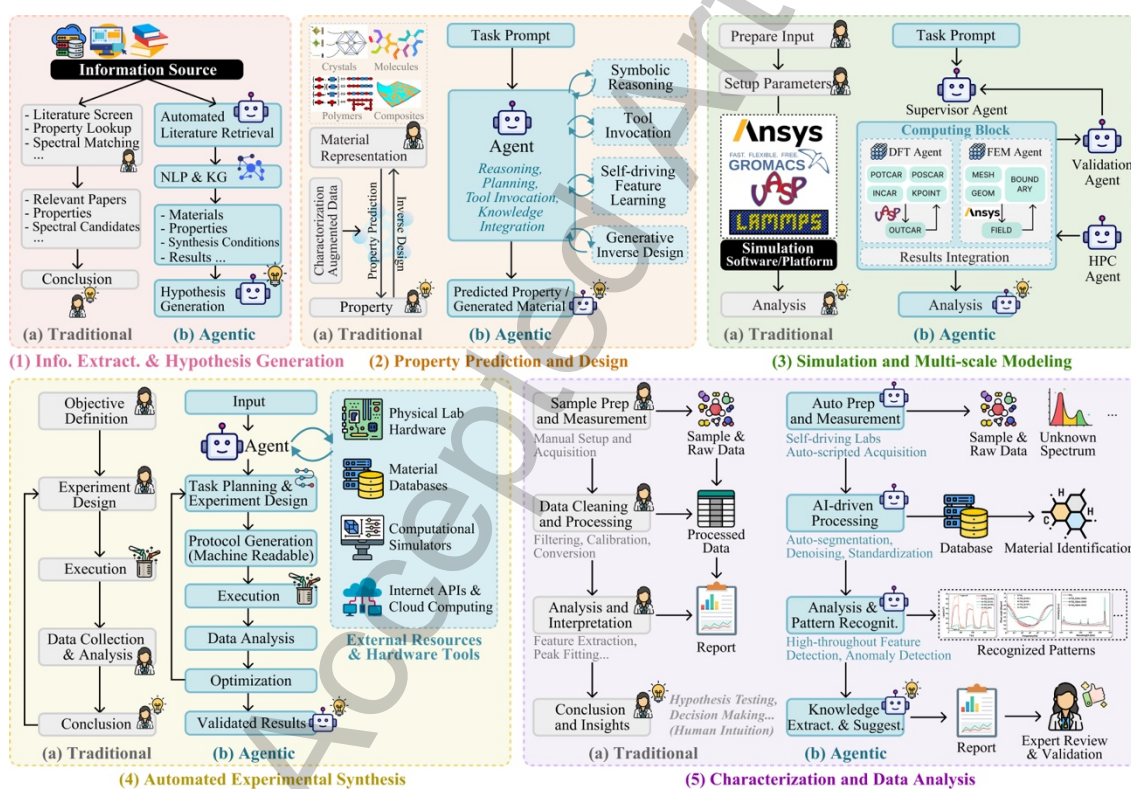 Information Source
- Literature Screen
- Property Lookup
- Spectral Matching
...
Relevant Papers
- Properties
- Spectral Candidates
...
Conclusion
(a) Traditional
Automated
Literature Retrieval
NLP & KG
- Materials
- Properties
- Synthesis Conditions
- Results ...
Hypothesis
Generation
(b) Agentic
(1) Info. Extract. & Hypothesis Generation
Crystals
Molecules
Polymers
Composites
Material
Representation
Characterization
Augmented Data
Property Prediction
Inverse Design
Property
(a) Traditional
Task Prompt
Agent
Reasoning,
Planning,
Tool Invocation,
Knowledge
Integration
Symbolic
Reasoning
Tool
Invocation
Self-driving
Feature
Learning
Generative
Inverse Design
Predicted Property /
Generated Material
(b) Agentic
(2) Property Prediction and Design
Prepare Input
Setup Parameters
Ansys
FAST. FLEXIBLE. FREE.
GROMACS
VASP
LAMMPS
Simulation
Software/Platform
Analysis
(a) Traditional
Task Prompt
Supervisor Agent
Computing Block
DFT Agent
POTCAR
POSCAR
INCAR
KPOINT
VASP
OUTCAR
FEM Agent
MESH
GEOM
BOUND
ARY
Ansys
FIELD
Results Integration
Validation
Agent
HPC
Agent
Analysis
(b) Agentic
(3) Simulation and Multi-scale Modeling
Objective
Definition
Experiment
Design
Execution
Data Collection
& Analysis
Conclusion
(a) Traditional
Input
Agent
Task Planning &
Experiment Design
Protocol Generation
(Machine Readable)
Execution
Data Analysis
Optimization
Validated Results
(b) Agentic
Physical Lab
Hardware
Material
Databases
Computational
Simulators
Internet APIs &
Cloud Computing
External Resources
& Hardware Tools
(4) Automated Experimental Synthesis
Sample Prep
and Measurement
Manual Setup and
Acquisition
Sample &
Raw Data
Data Cleaning
and Processing
Filtering, Calibration,
Conversion
Processed
Data
Analysis and
Interpretation
Feature Extraction,
Peak Fitting...
Report
Conclusion
and Insights
Hypothesis Testing,
Decision Making...
(Human Intuition)
(a) Traditional
Auto Prep
and Measurement
Self-driving Labs
Auto-scripted Acquisition
Sample &
Raw Data
Unknown
Spectrum
...
AI-driven
Processing
Auto-segmentation,
Denoising, Standardization
Database
H
C
H
Material Identification
Analysis &
Pattern Recognit.
High-throughput Feature
Detection, Anomaly Detection
...
Recognized Patterns
Knowledge
Extract. & Suggest.
Report
Expert Review
& Validation
(b) Agentic
(5) Characterization and Data Analysis
Accepted Art